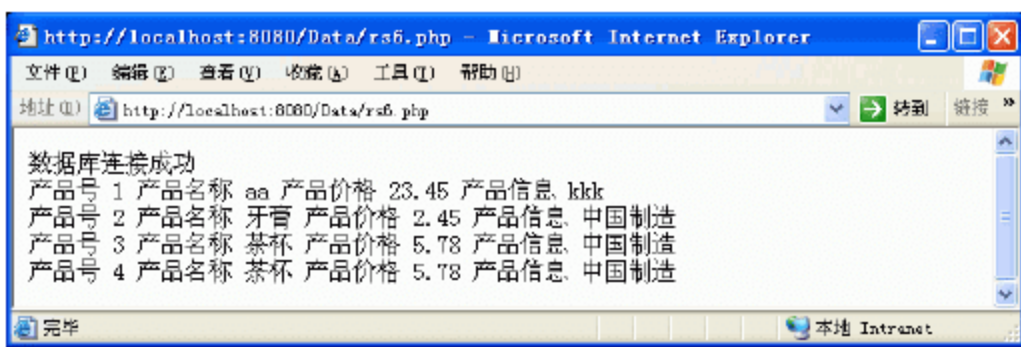 http://localhost:8080/Data/rs6.php - Microsoft Internet Explorer
文件(F) 编辑(E) 查看(V) 收藏(A) 工具(T) 帮助(H)
地址(D) http://localhost:8080/Data/rs6.php 转到 链接 »
数据库连接成功
产品号 1 产品名称 aa 产品价格 23.45 产品信息 kkk
产品号 2 产品名称 牙膏 产品价格 2.45 产品信息 中国制造
产品号 3 产品名称 茶杯 产品价格 5.78 产品信息 中国制造
产品号 4 产品名称 茶杯 产品价格 5.78 产品信息 中国制造
完毕 本地 Intranet